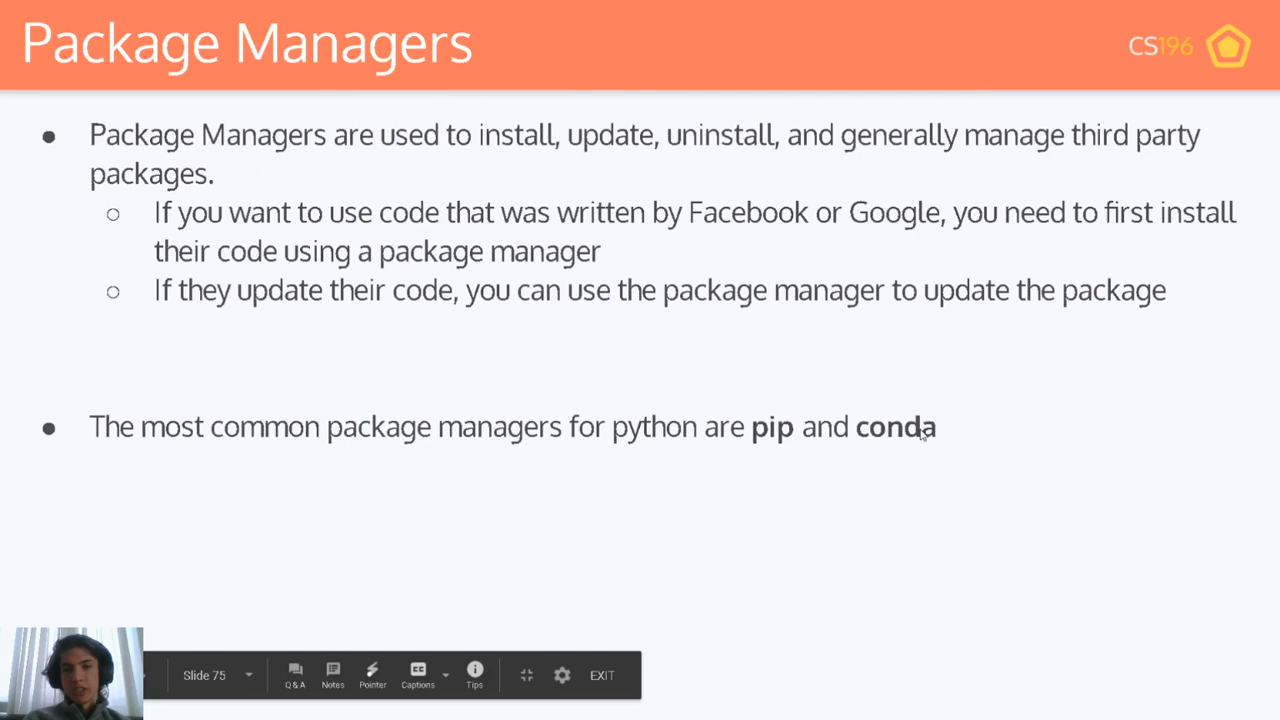 Package Managers
CS196
● Package Managers are used to install, update, uninstall, and generally manage third party
packages.
○ If you want to use code that was written by Facebook or Google, you need to first install
their code using a package manager
○ If they update their code, you can use the package manager to update the package
● The most common package managers for python are pip and conda
Slide 75
Q & A
Notes
Pointer
CC
Captions
Tips
EXIT